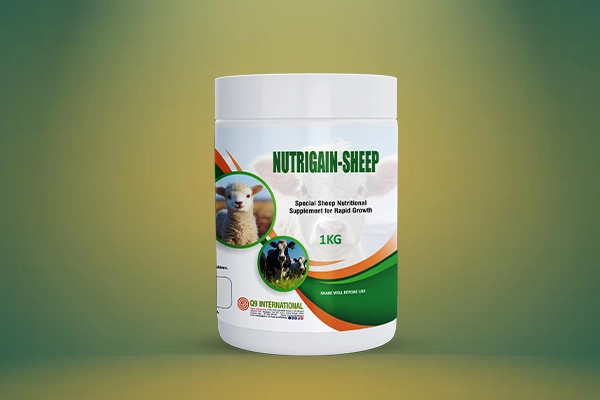 NUTRIGAIN-SHEEP
Special Sheep Nutritional
Supplement for Rapid Growth
1KG
SHAKE WELL BEFORE USE
Q9 INTERNATIONAL